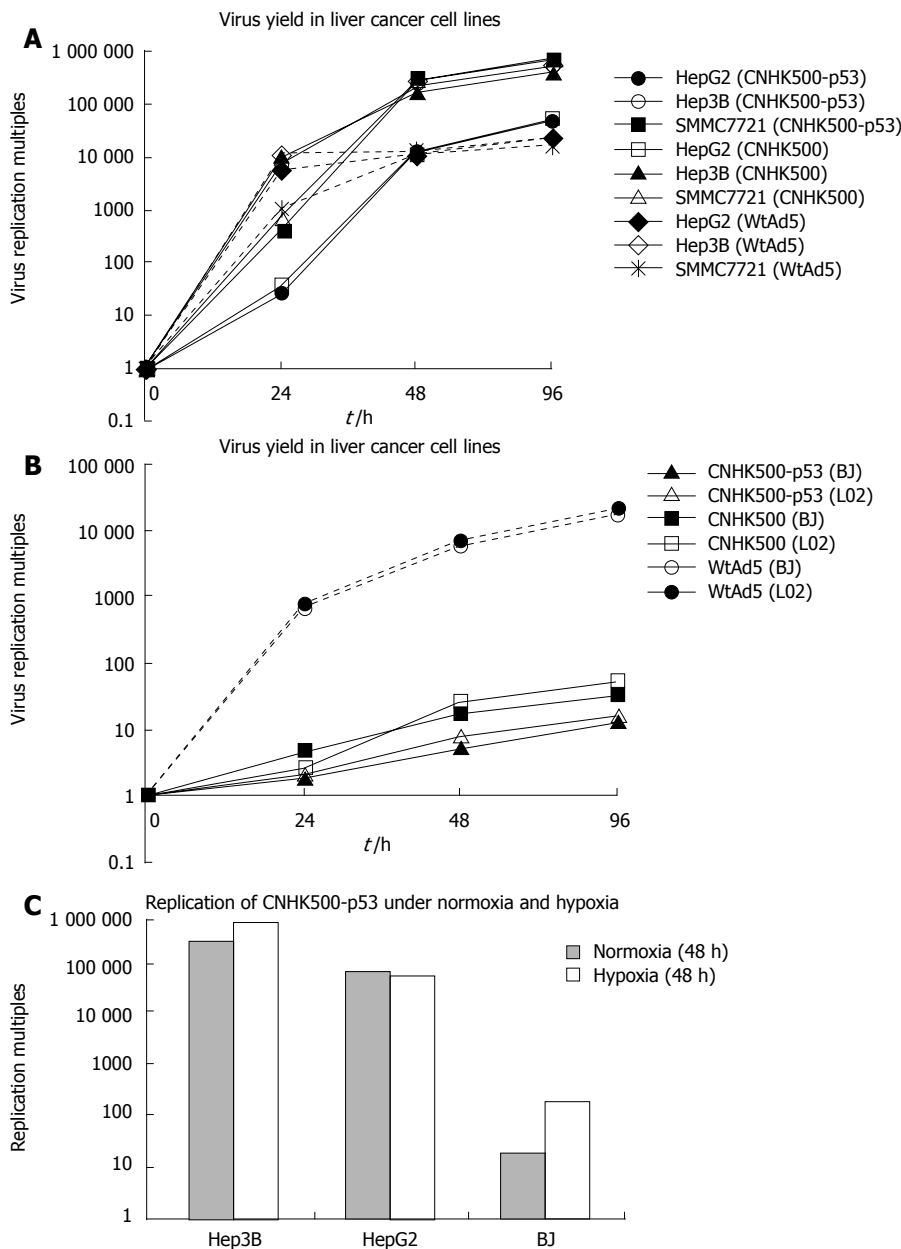 A
Virus yield in liver cancer cell lines
Virus replication multiples
1 000 000
100 000
10 000
1000
100
10
1
0.1
0
24
48
96
t/h
HepG2 (CNHK500-p53)
Hep3B (CNHK500-p53)
SMMC7721 (CNHK500-p53)
HepG2 (CNHK500)
Hep3B (CNHK500)
SMMC7721 (CNHK500)
HepG2 (WtAd5)
Hep3B (WtAd5)
SMMC7721 (WtAd5)
B
Virus yield in liver cancer cell lines
Virus replication multiples
100 000
10 000
1000
100
10
1
0.1
0
24
48
96
t/h
CNHK500-p53 (BJ)
CNHK500-p53 (L02)
CNHK500 (BJ)
CNHK500 (L02)
WtAd5 (BJ)
WtAd5 (L02)
C
Replication of CNHK500-p53 under normoxia and hypoxia
Replication multiples
1 000 000
100 000
10 000
1000
100
10
1
Hep3B
HepG2
BJ
Normoxia (48 h)
Hypoxia (48 h)